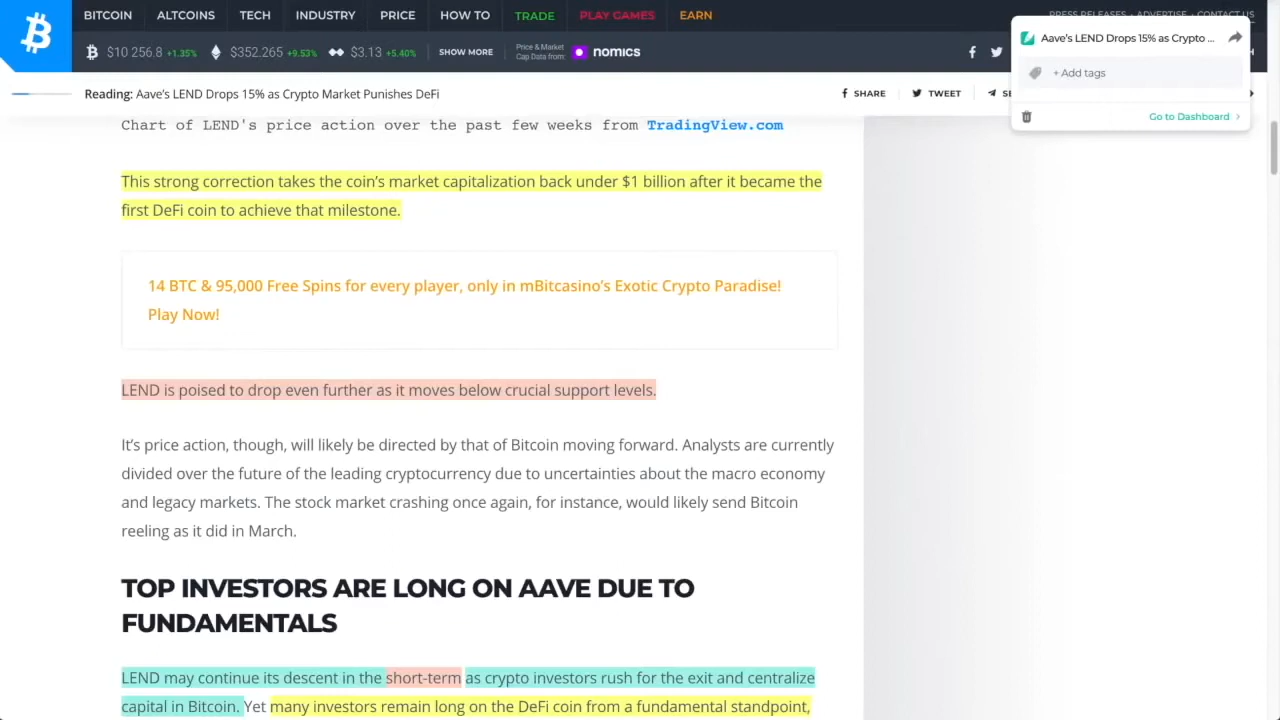 BITCOIN ALTCOINS TECH INDUSTRY PRICE HOW TO TRADE PLAY GAMES EARN
PRESS RELEASES ADVERTISE CONTACT US
$10 256.8 +1.35% $352.265 +9.53% $3.13 +5.40% SHOW MORE Price & Market Cap Data from: nomics
Aave's LEND Drops 15% as Crypto ...
+ Add tags
Go to Dashboard
Reading: Aave's LEND Drops 15% as Crypto Market Punishes DeFi
SHARE TWEET
Chart of LEND's price action over the past few weeks from TradingView.com
This strong correction takes the coin's market capitalization back under $1 billion after it became the
first DeFi coin to achieve that milestone.
14 BTC & 95,000 Free Spins for every player, only in mBitcasino's Exotic Crypto Paradise!
Play Now!
LEND is poised to drop even further as it moves below crucial support levels.
It's price action, though, will likely be directed by that of Bitcoin moving forward. Analysts are currently
divided over the future of the leading cryptocurrency due to uncertainties about the macro economy
and legacy markets. The stock market crashing once again, for instance, would likely send Bitcoin
reeling as it did in March.
TOP INVESTORS ARE LONG ON AAVE DUE TO
FUNDAMENTALS
LEND may continue its descent in the short-term as crypto investors rush for the exit and centralize
capital in Bitcoin. Yet many investors remain long on the DeFi coin from a fundamental standpoint,